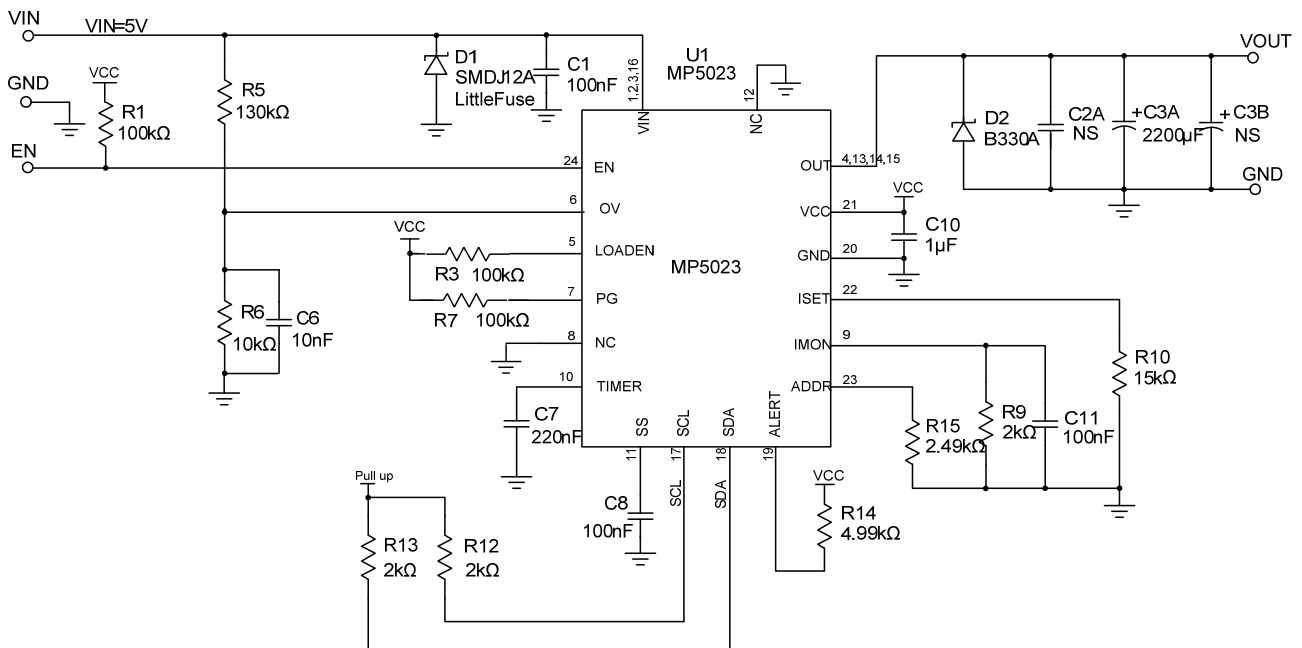 VIN
VIN=5V
GND
VCC
R1
100kΩ
EN
R5
130kΩ
D1
SMDJ12A
LittleFuse
C1
100nF
U1
MP5023
1,2,3,16
VIN
12
NC
VOUT
D2
B330A
C2A
NS
C3A
2200µF
C3B
NS
GND
24
EN
6
OV
VCC
5
LOADEN
R3
100kΩ
7
PG
R7
100kΩ
8
NC
10
TIMER
C7
220nF
R6
10kΩ
C6
10nF
MP5023
OUT
4,13,14,15
VCC
21
VCC
C10
1µF
GND
20
ISET
22
IMON
9
ADDR
23
R10
15kΩ
R15
2.49kΩ
R9
2kΩ
C11
100nF
SS
SCL
SDA
ALERT
11
17
18
19
SCL
SDA
C8
100nF
VCC
R14
4.99kΩ
Pull up
R13
2kΩ
R12
2kΩ